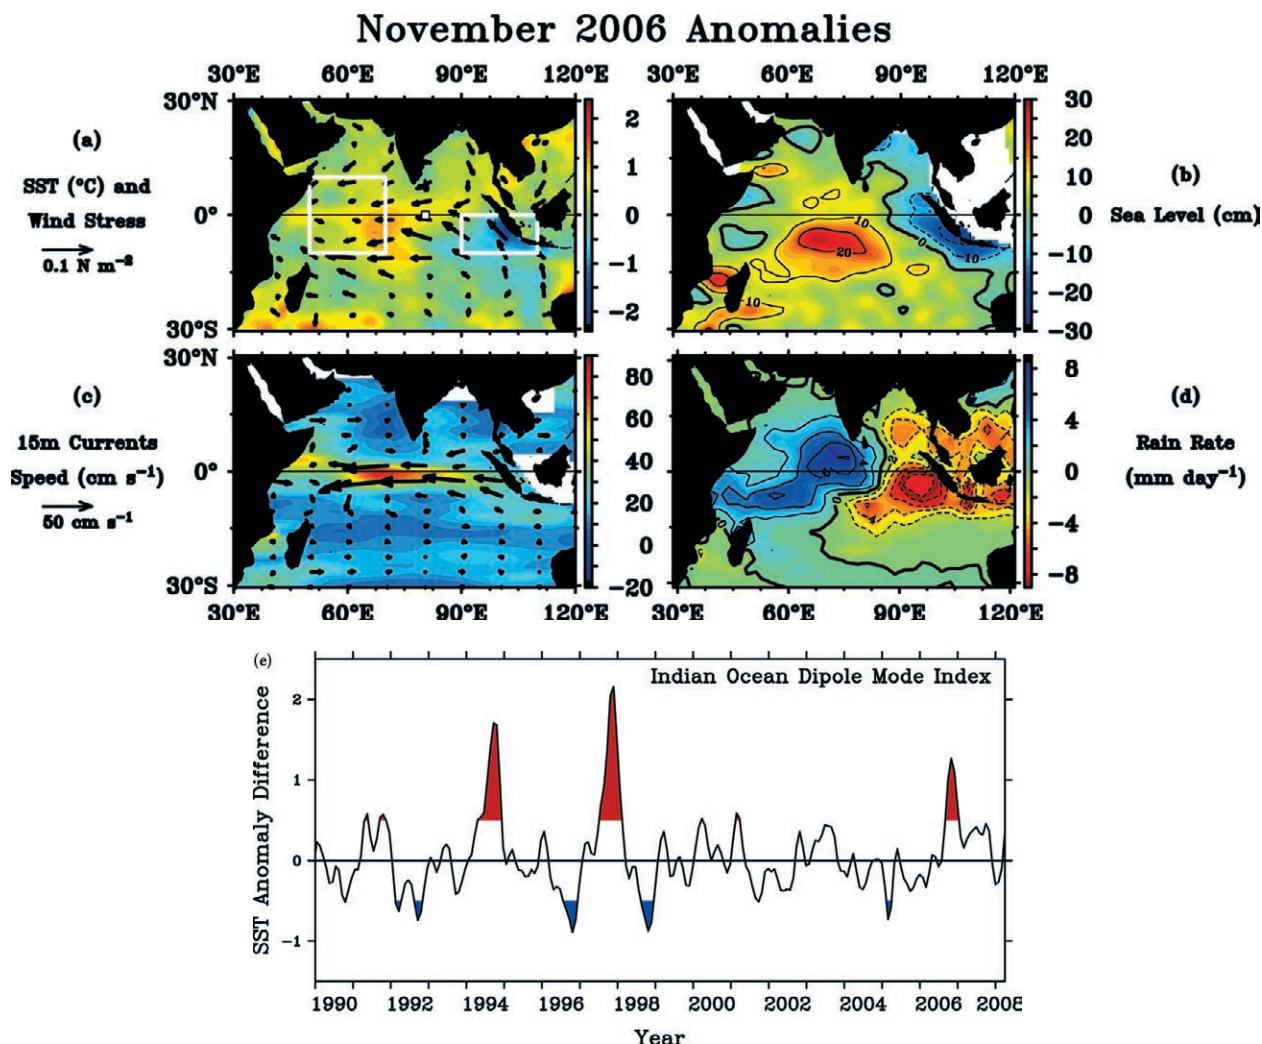 November 2006 Anomalies
30°E 60°E 90°E 120°E
30°E 60°E 90°E 120°E
30°N
0°
30°S
(a)
SST (°C) and
Wind Stress
0.1 N m⁻²
2
1
0
−1
−2
0
10
20
10
10
30
20
10
0
−10
−20
−30
(b)
Sea Level (cm)
30°N
0°
30°S
(c)
15m Currents
Speed (cm s⁻¹)
50 cm s⁻¹
80
60
40
20
0
−20
8
4
0
−4
−8
(d)
Rain Rate
(mm day⁻¹)
30°E 60°E 90°E 120°E
30°E 60°E 90°E 120°E
(e)
Indian Ocean Dipole Mode Index
SST Anomaly Difference
2
1
0
−1
1990 1992 1994 1996 1998 2000 2002 2004 2006 2008
Year